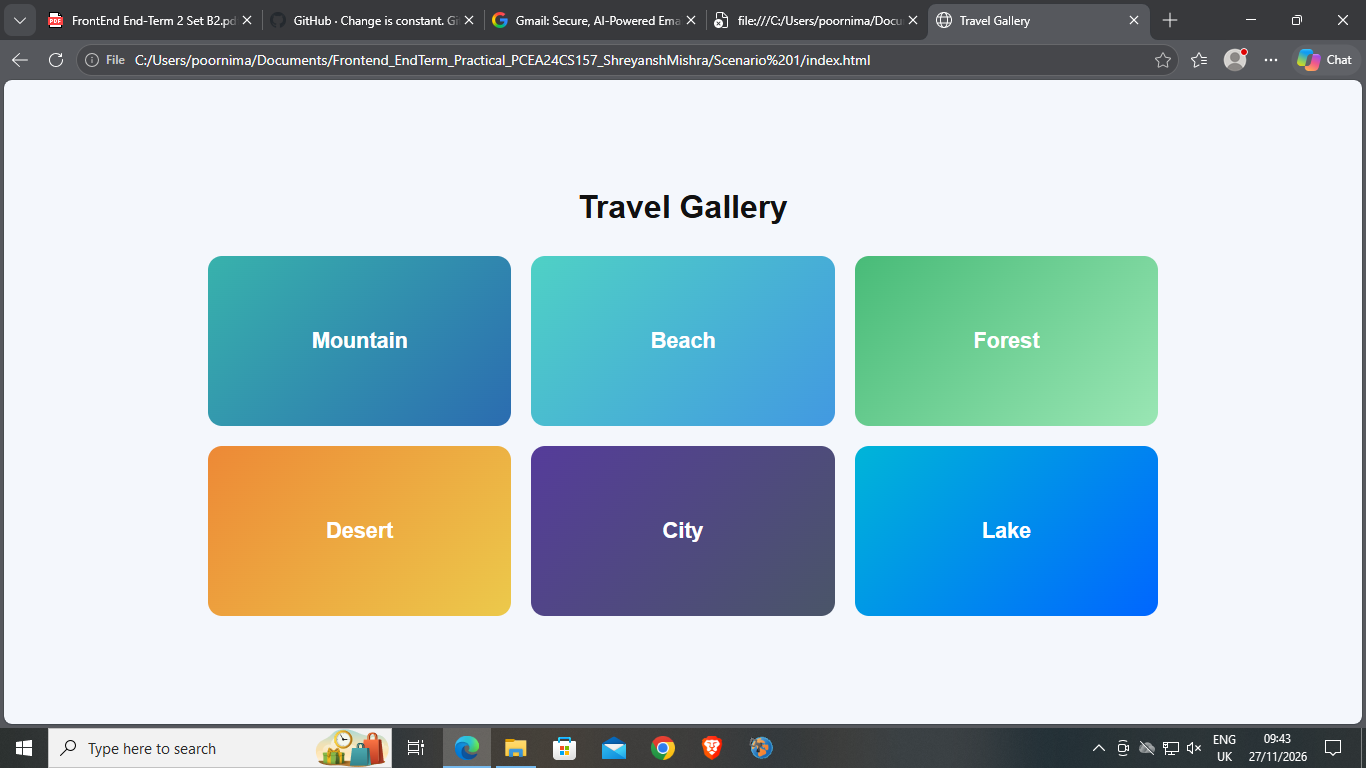 FrontEnd End-Term 2 Set B2.pd
GitHub · Change is constant. Gi
Gmail: Secure, AI-Powered Ema
file:///C:/Users/poornima/Docu
Travel Gallery
File C:/Users/poornima/Documents/Frontend_EndTerm_Practical_PCEA24CS157_ShreyanshMishra/Scenario%201/index.html
Chat
Travel Gallery
Mountain
Beach
Forest
Desert
City
Lake
Type here to search
ENG
UK
09:43
27/11/2026